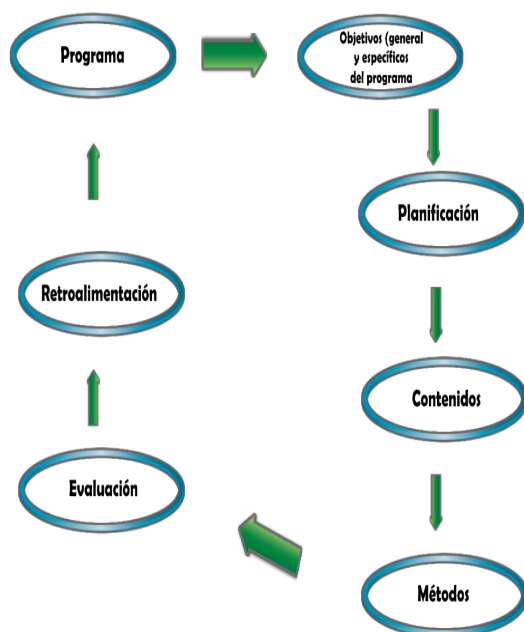 Programa
Objetivos (general
y específicos
del programa
Planificación
Contenidos
Métodos
Evaluación
Retroalimentación